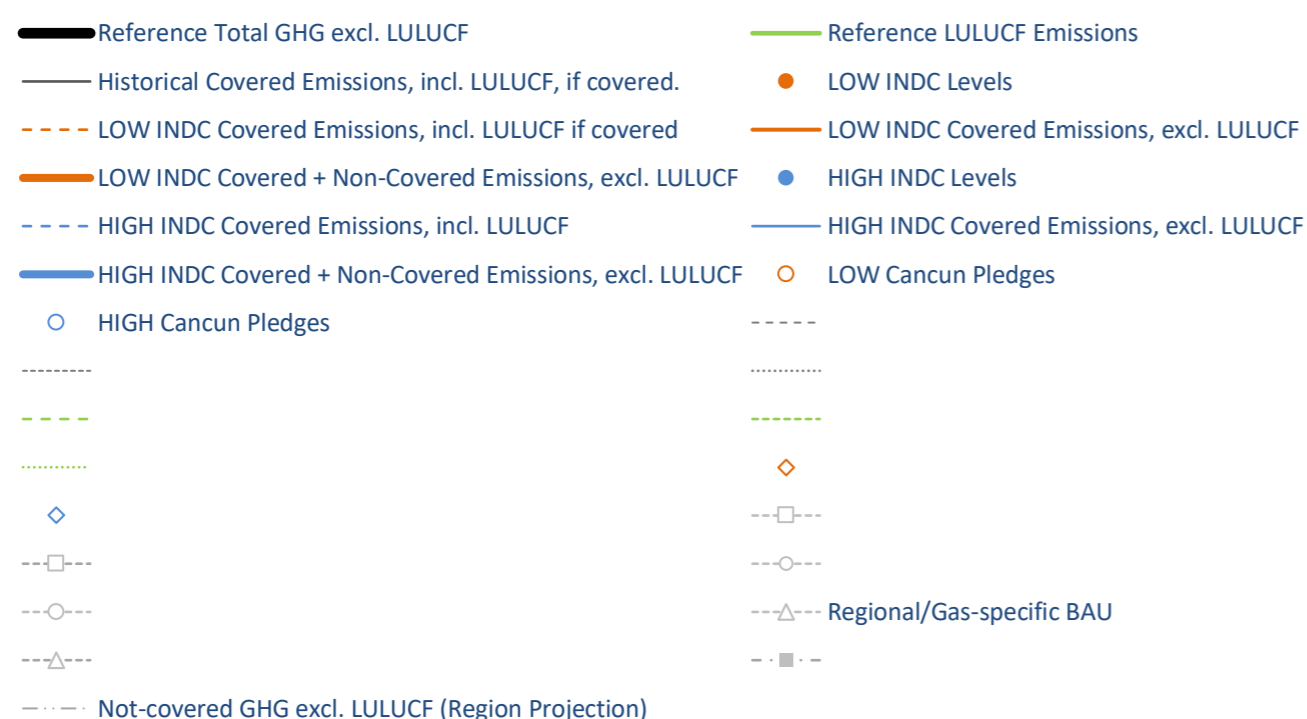 Reference Total GHG excl. LULUCF
Reference LULUCF Emissions
Historical Covered Emissions, incl. LULUCF, if covered.
LOW INDC Levels
LOW INDC Covered Emissions, incl. LULUCF if covered
LOW INDC Covered Emissions, excl. LULUCF
LOW INDC Covered + Non-Covered Emissions, excl. LULUCF
HIGH INDC Levels
HIGH INDC Covered Emissions, incl. LULUCF
HIGH INDC Covered Emissions, excl. LULUCF
HIGH INDC Covered + Non-Covered Emissions, excl. LULUCF
LOW Cancun Pledges
HIGH Cancun Pledges
Regional/Gas-specific BAU
Not-covered GHG excl. LULUCF (Region Projection)